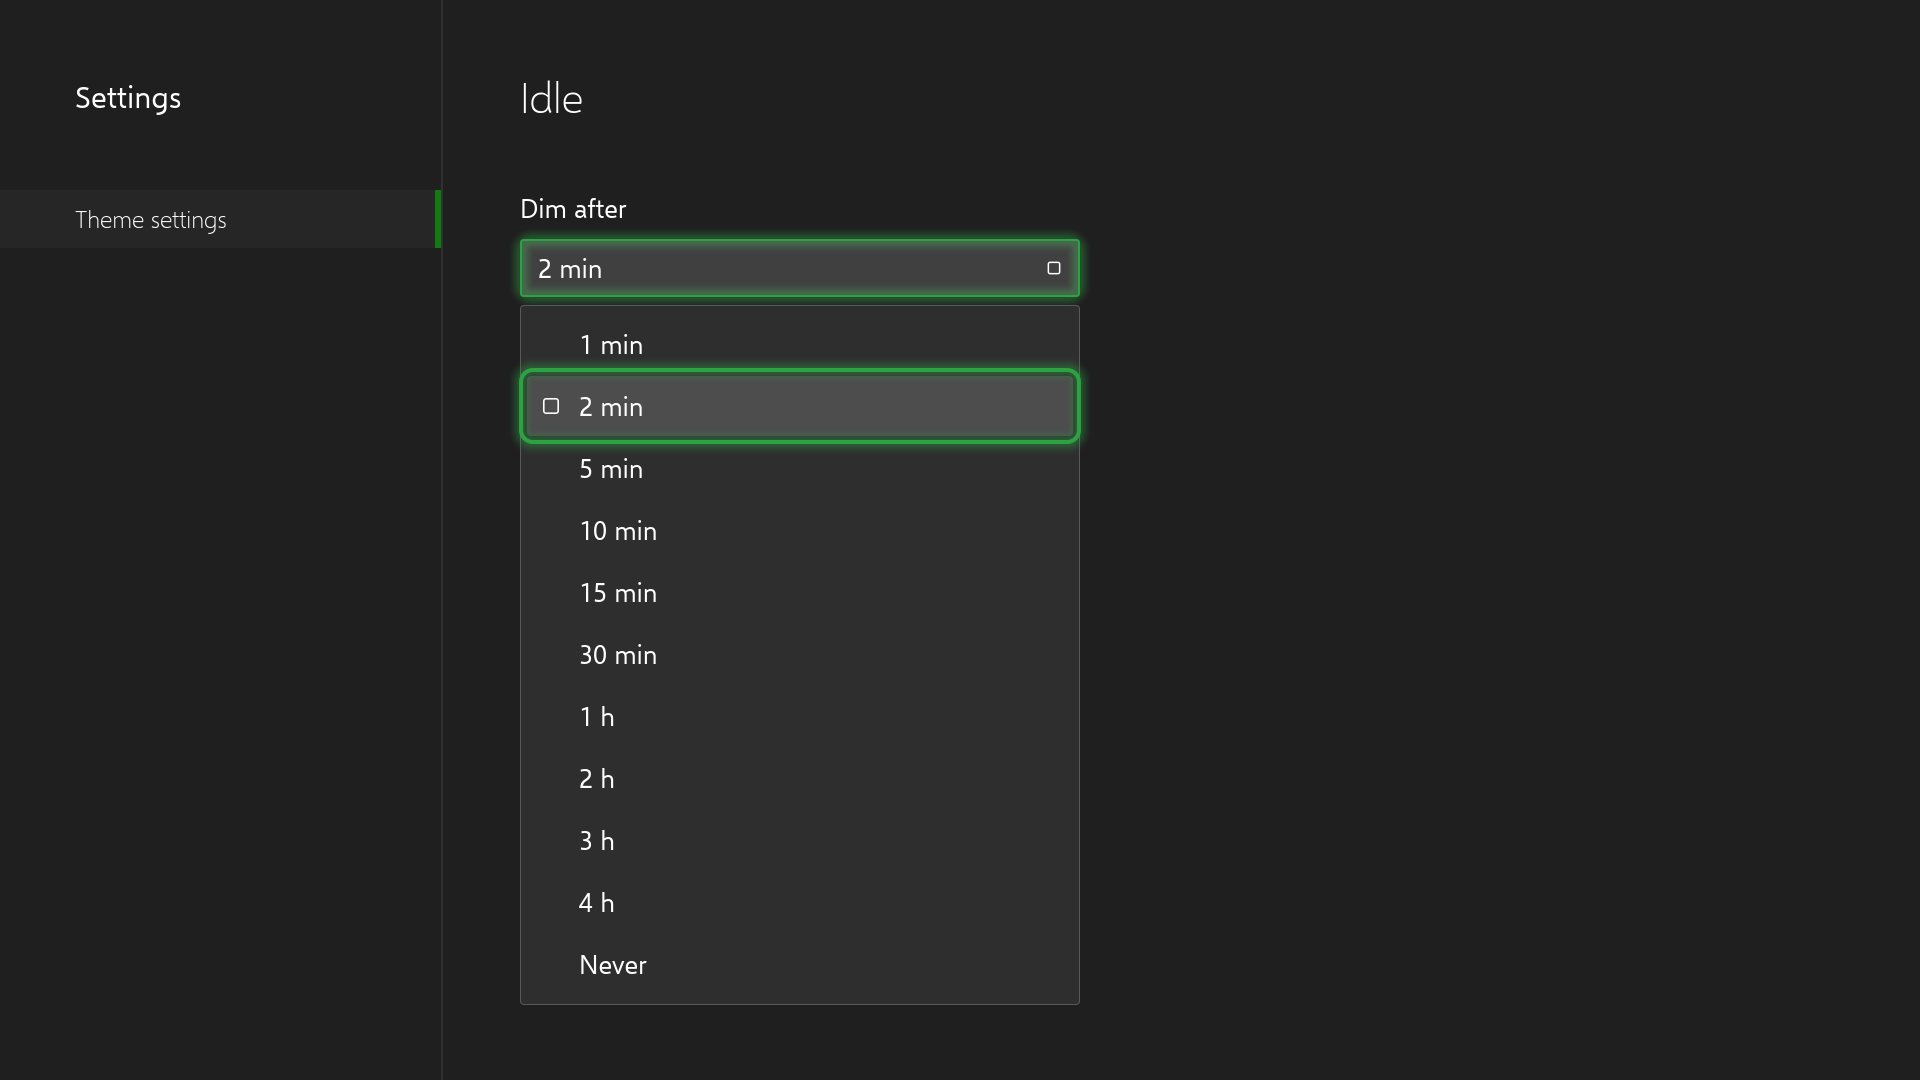 Settings
Theme settings
Idle
Dim after
2 min
1 min
2 min
5 min
10 min
15 min
30 min
1 h
2 h
3 h
4 h
Never